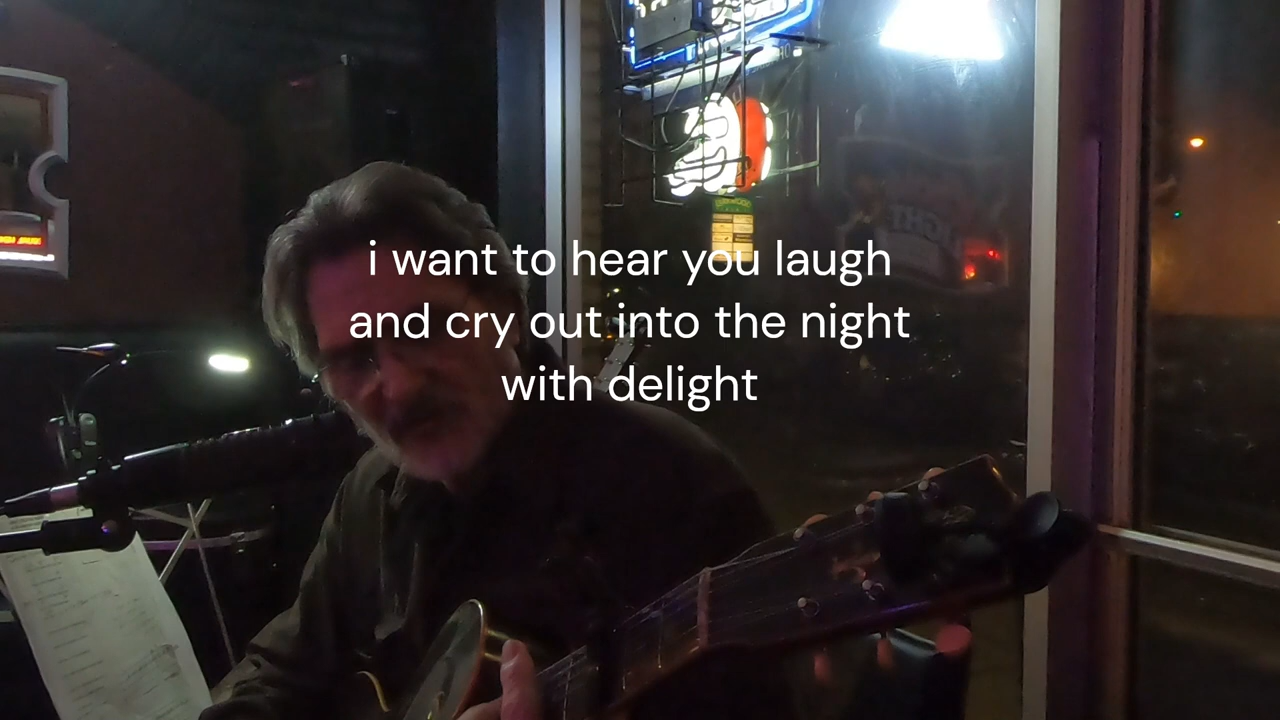 i want to hear you laugh
and cry out into the night
with delight